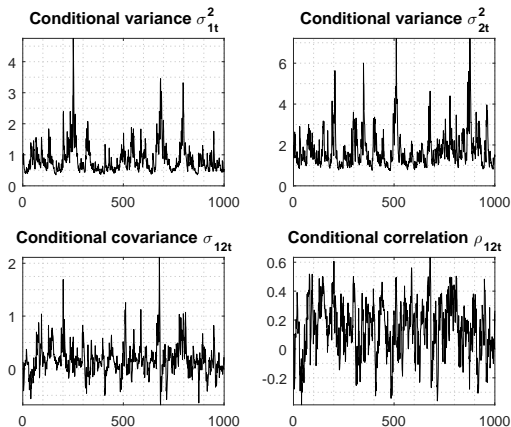 Conditional variance σ²₁ₜ
4
3
2
1
0
0 500 1000
Conditional variance σ²₂ₜ
6
4
2
0
0 500 1000
Conditional covariance σ₁₂ₜ
2
1
0
0 500 1000
Conditional correlation ρ₁₂ₜ
0.6
0.4
0.2
0
-0.2
0 500 1000